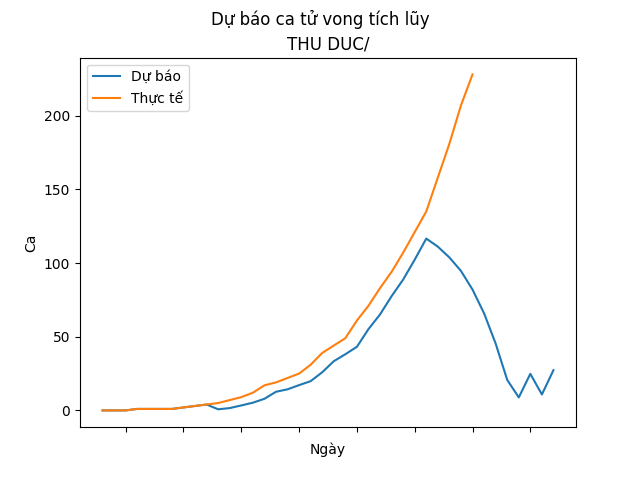 Dự báo ca tử vong tích lũy
THU DUC/
Dự báo
Thực tế
200
150
100
50
0
Ca
Ngày